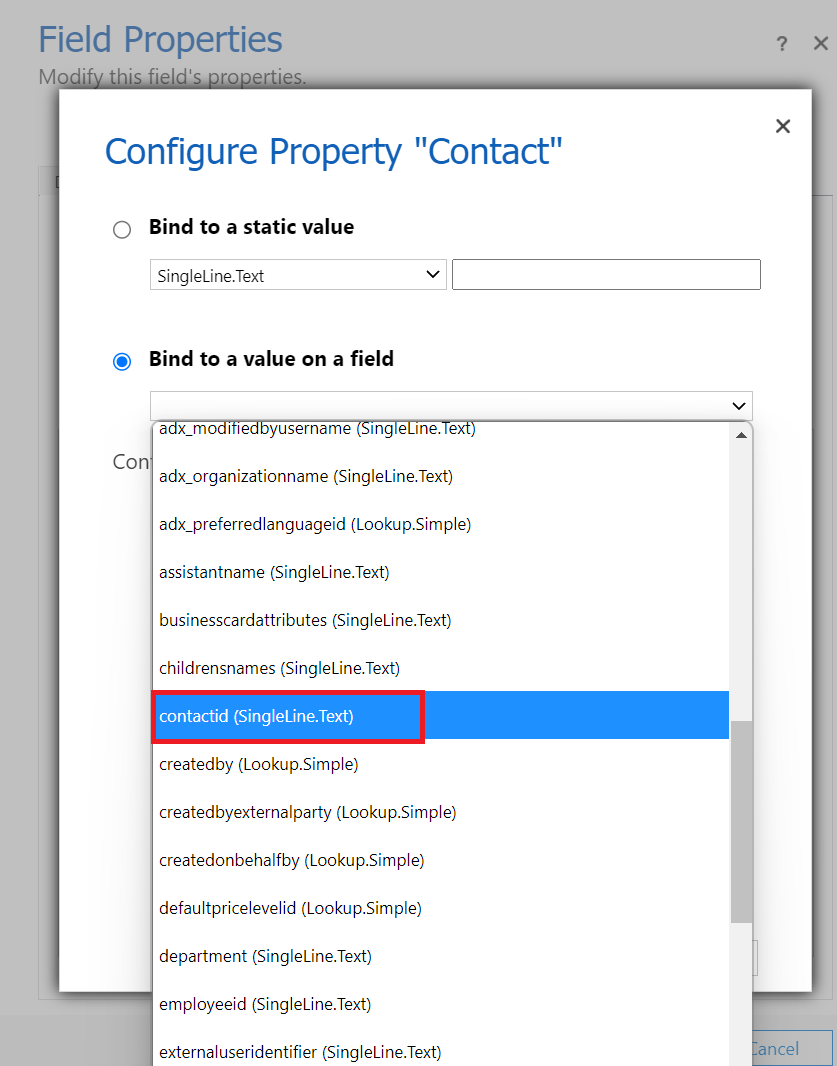 Field Properties
?
Modify this field's properties.
Configure Property "Contact"
Bind to a static value
SingleLine.Text
Bind to a value on a field
adx_modifiedbyusername (SingleLine.Text)
adx_organizationname (SingleLine.Text)
adx_preferredlanguageid (Lookup.Simple)
assistantname (SingleLine.Text)
businesscardattributes (SingleLine.Text)
childrensnames (SingleLine.Text)
contactid (SingleLine.Text)
createdby (Lookup.Simple)
createdbyexternalparty (Lookup.Simple)
createdonbehalfby (Lookup.Simple)
defaultpricelevelid (Lookup.Simple)
department (SingleLine.Text)
employeeid (SingleLine.Text)
externaluseridentifier (SingleLine.Text)
Cancel